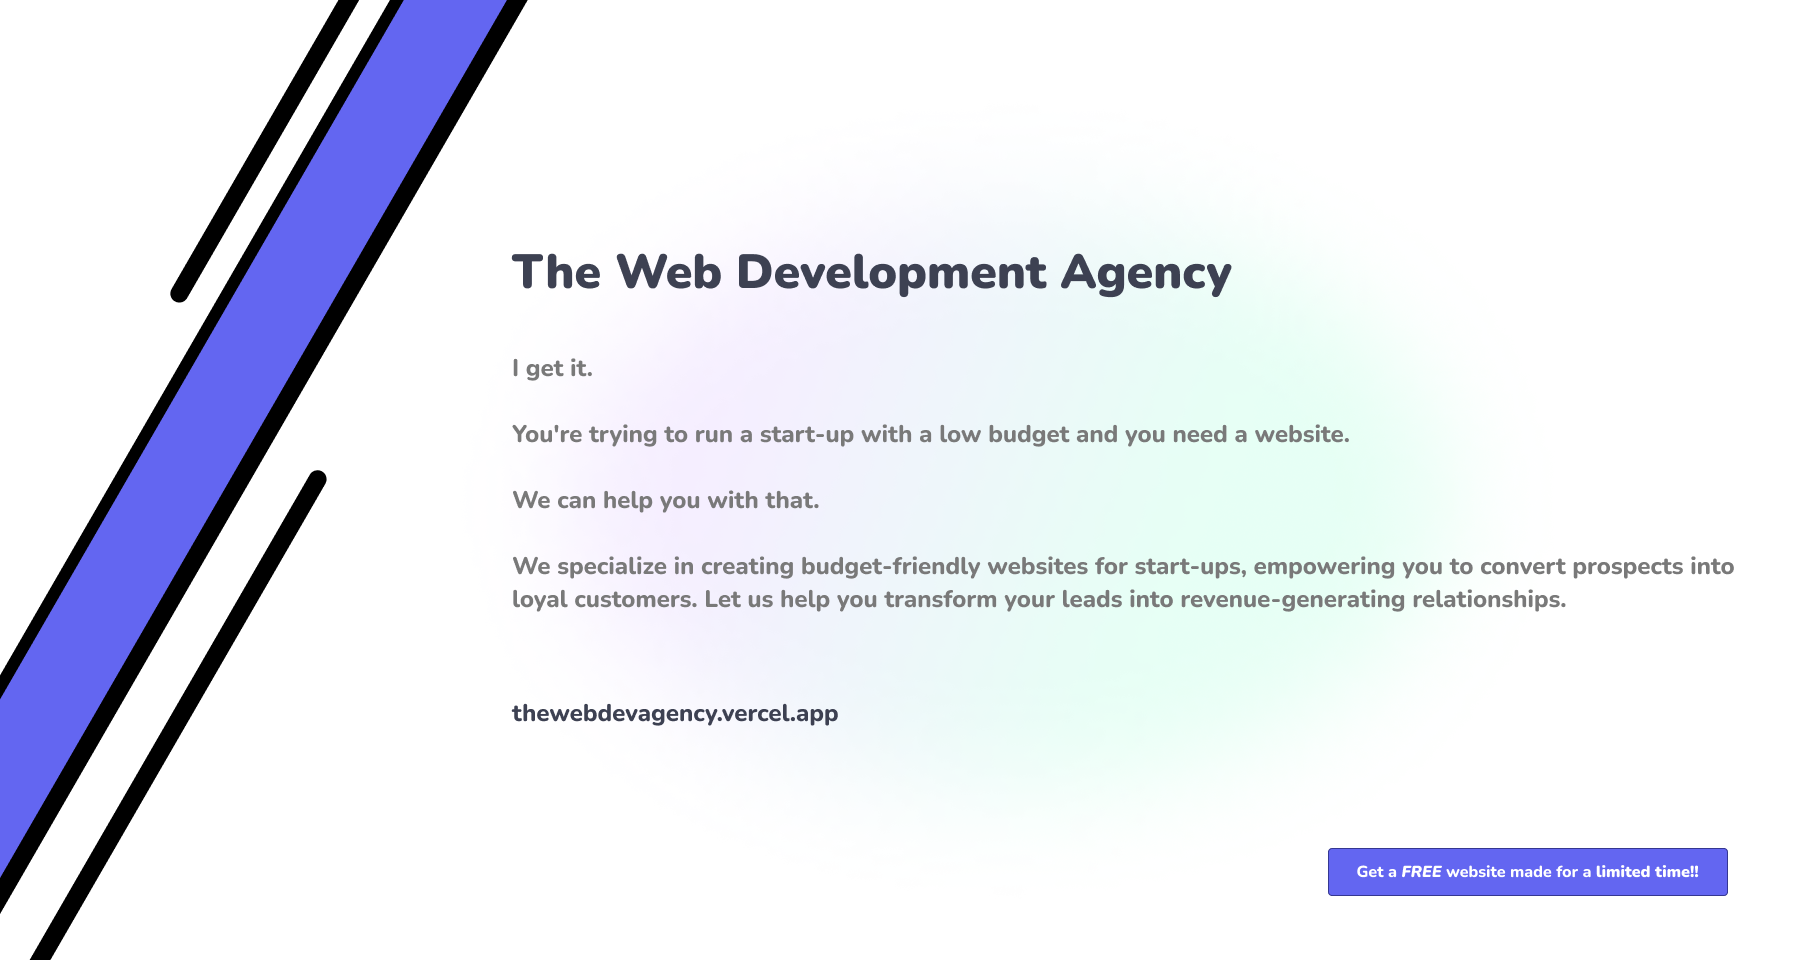 The Web Development Agency
I get it.
You're trying to run a start-up with a low budget and you need a website.
We can help you with that.
We specialize in creating budget-friendly websites for start-ups, empowering you to convert prospects into
loyal customers. Let us help you transform your leads into revenue-generating relationships.
thewebdevagency.vercel.app
Get a FREE website made for a limited time!!